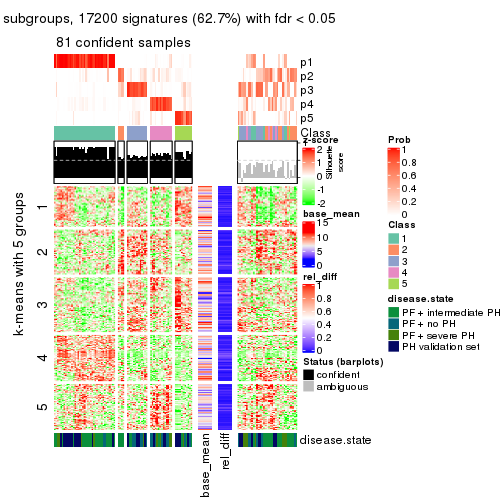 subgroups, 17200 signatures (62.7%) with fdr < 0.05
81 confident samples
p1
p2
p3
p4
p5
Class
z-score
2
1
0
-1
-2
Silhouette
score
1
base_mean
15
10
5
0
rel_diff
1
0.8
0.6
0.4
0.2
0
Status (barplots)
confident
ambiguous
Prob
1
0.8
0.6
0.4
0.2
0
Class
1
2
3
4
5
disease.state
PF + intermediate PH
PF + no PH
PF + severe PH
PH validation set
k-means with 5 groups
1
2
3
4
5
base_mean
rel_diff
disease.state